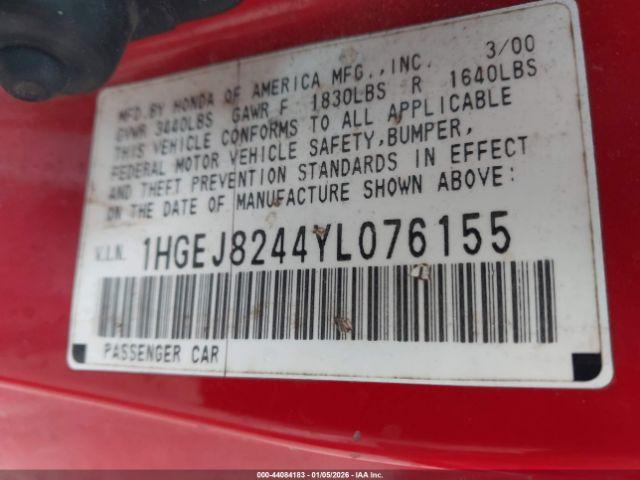 MFD.BY HONDA OF AMERICA MFG.,INC. 3/00
GVWR 3440LBS GAWR F 1830LBS R 1640LBS
THIS VEHICLE CONFORMS TO ALL APPLICABLE
FEDERAL MOTOR VEHICLE SAFETY,BUMPER,
AND THEFT PREVENTION STANDARDS IN EFFECT
ON THE DATE OF MANUFACTURE SHOWN ABOVE:
V.I.N. 1HGEJ8244YL076155
PASSENGER CAR
000-44084183 - 01/05/2026 - IAA Inc.